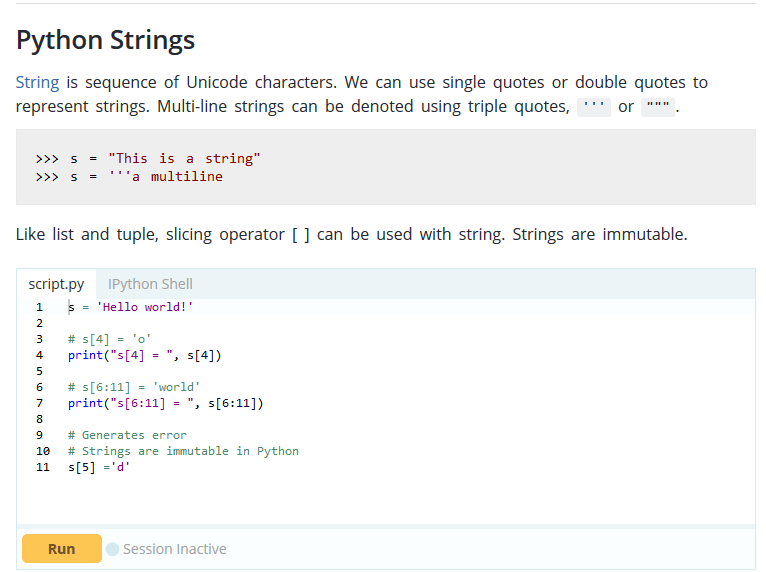 Python Strings
String is sequence of Unicode characters. We can use single quotes or double quotes to
represent strings. Multi-line strings can be denoted using triple quotes, ''' or """.
>>> s = "This is a string"
>>> s = '''a multiline
Like list and tuple, slicing operator [ ] can be used with string. Strings are immutable.
script.py IPython Shell
1 s = 'Hello world!'
2
3 # s[4] = 'o'
4 print("s[4] = ", s[4])
5
6 # s[6:11] = 'world'
7 print("s[6:11] = ", s[6:11])
8
9 # Generates error
10 # Strings are immutable in Python
11 s[5] ='d'
Run Session Inactive